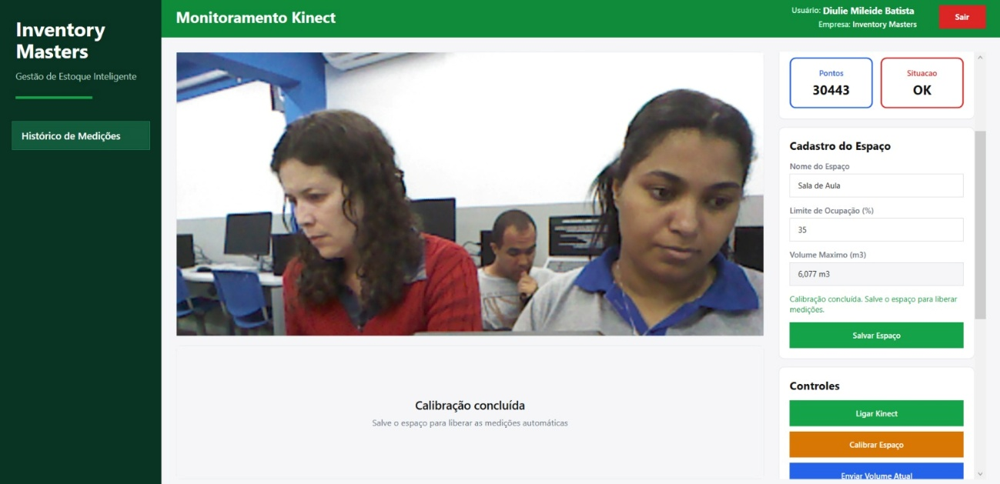 Inventory
Masters
Gestão de Estoque Inteligente
Histórico de Medições
Monitoramento Kinect
Usuário: Diulie Mileide Batista
Empresa: Inventory Masters
Sair
Pontos
30443
Situacao
OK
Cadastro do Espaço
Nome do Espaço
Sala de Aula
Limite de Ocupação (%)
35
Volume Maximo (m3)
6,077 m3
Calibração concluída. Salve o espaço para liberar
medições.
Salvar Espaço
Calibração concluída
Salve o espaço para liberar as medições automáticas
Controles
Ligar Kinect
Calibrar Espaço
Enviar Volume Atual